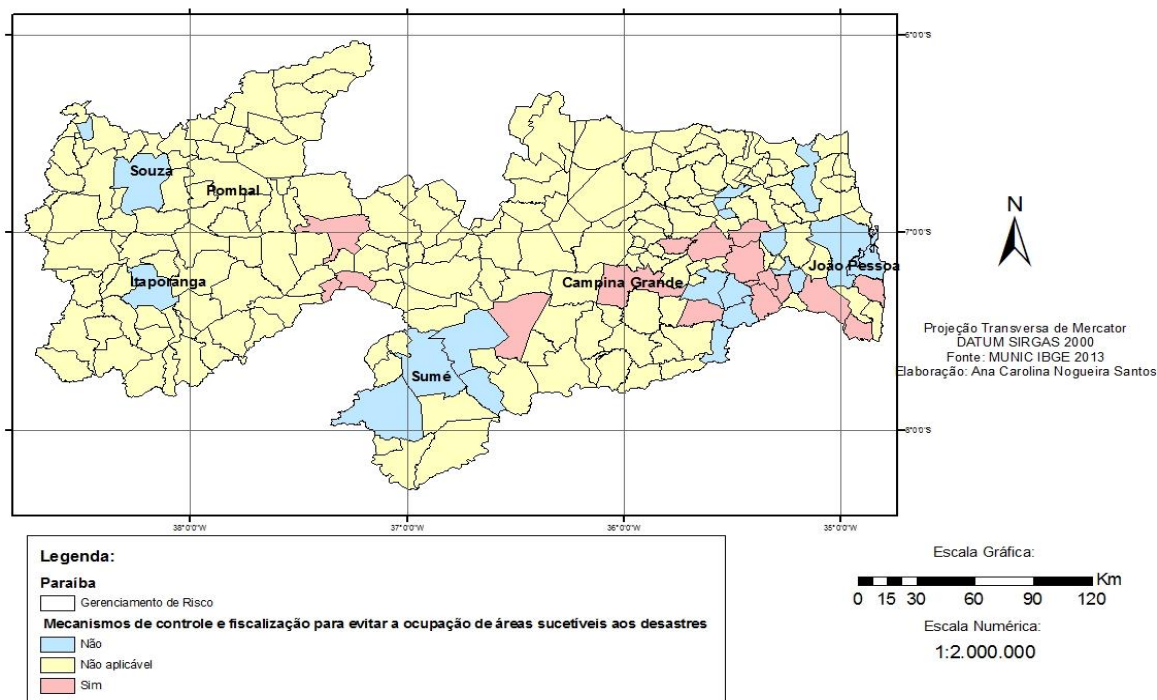 6°0'0"S
Souza
Pombal
7°0'0"S
Itaporânga
Campina Grande
João Pessoa
Sumé
8°0'0"S
38°0'0"W
37°0'0"W
36°0'0"W
35°0'0"W
N
Projeção Transversa de Mercator
DATUM SIRGAS 2000
Fonte: MUNIC IBGE 2013
Elaboração: Ana Carolina Nogueira Santos
Legenda:
Paraíba
Gerenciamento de Risco
Mecanismos de controle e fiscalização para evitar a ocupação de áreas sucetíveis aos desastres
Não
Não aplicável
Sim
Escala Gráfica:
Km
0 15 30 60 90 120
Escala Numérica:
1:2.000.000